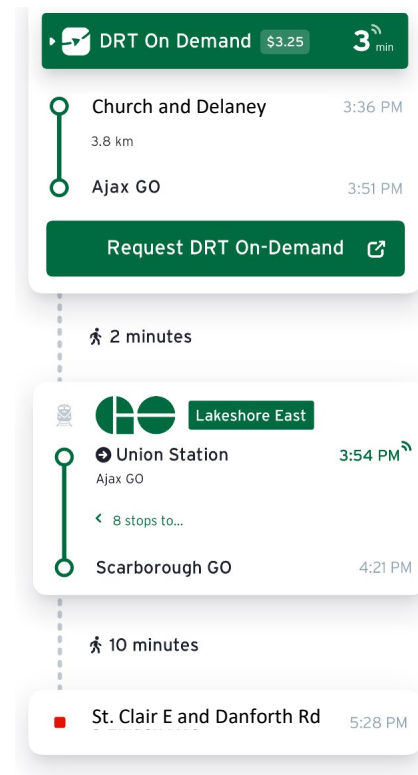 DRT On Demand $3.25 3 min
Church and Delaney 3:36 PM
3.8 km
Ajax GO 3:51 PM
Request DRT On-Demand
2 minutes
GO Lakeshore East
Union Station 3:54 PM
Ajax GO
8 stops to...
Scarborough GO 4:21 PM
10 minutes
St. Clair E and Danforth Rd 5:28 PM